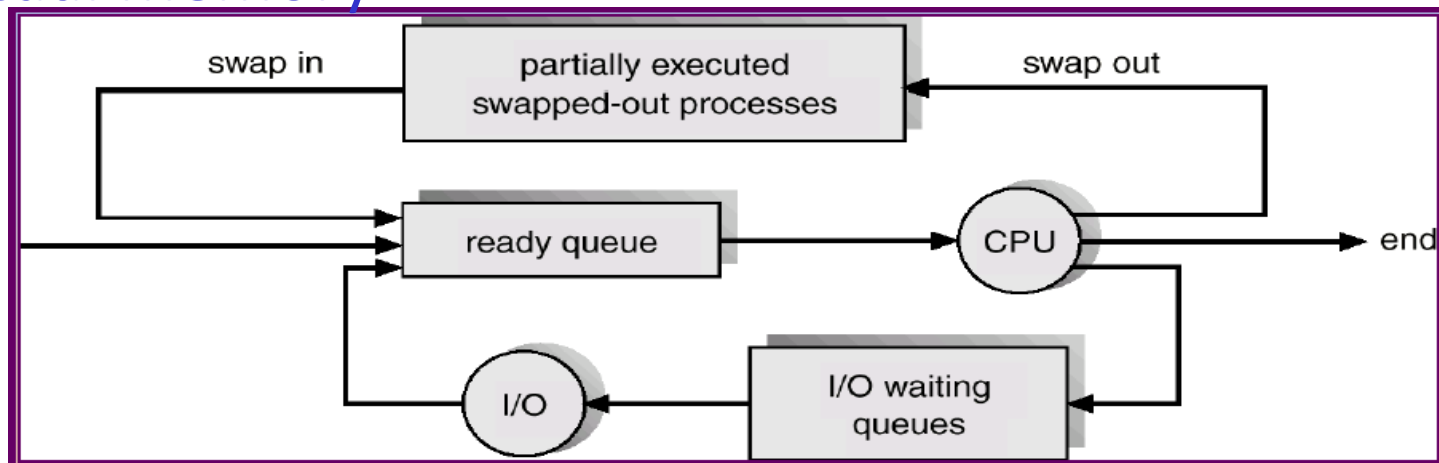 swap in
partially executed
swapped-out processes
swap out
ready queue
CPU
end
I/O
I/O waiting
queues